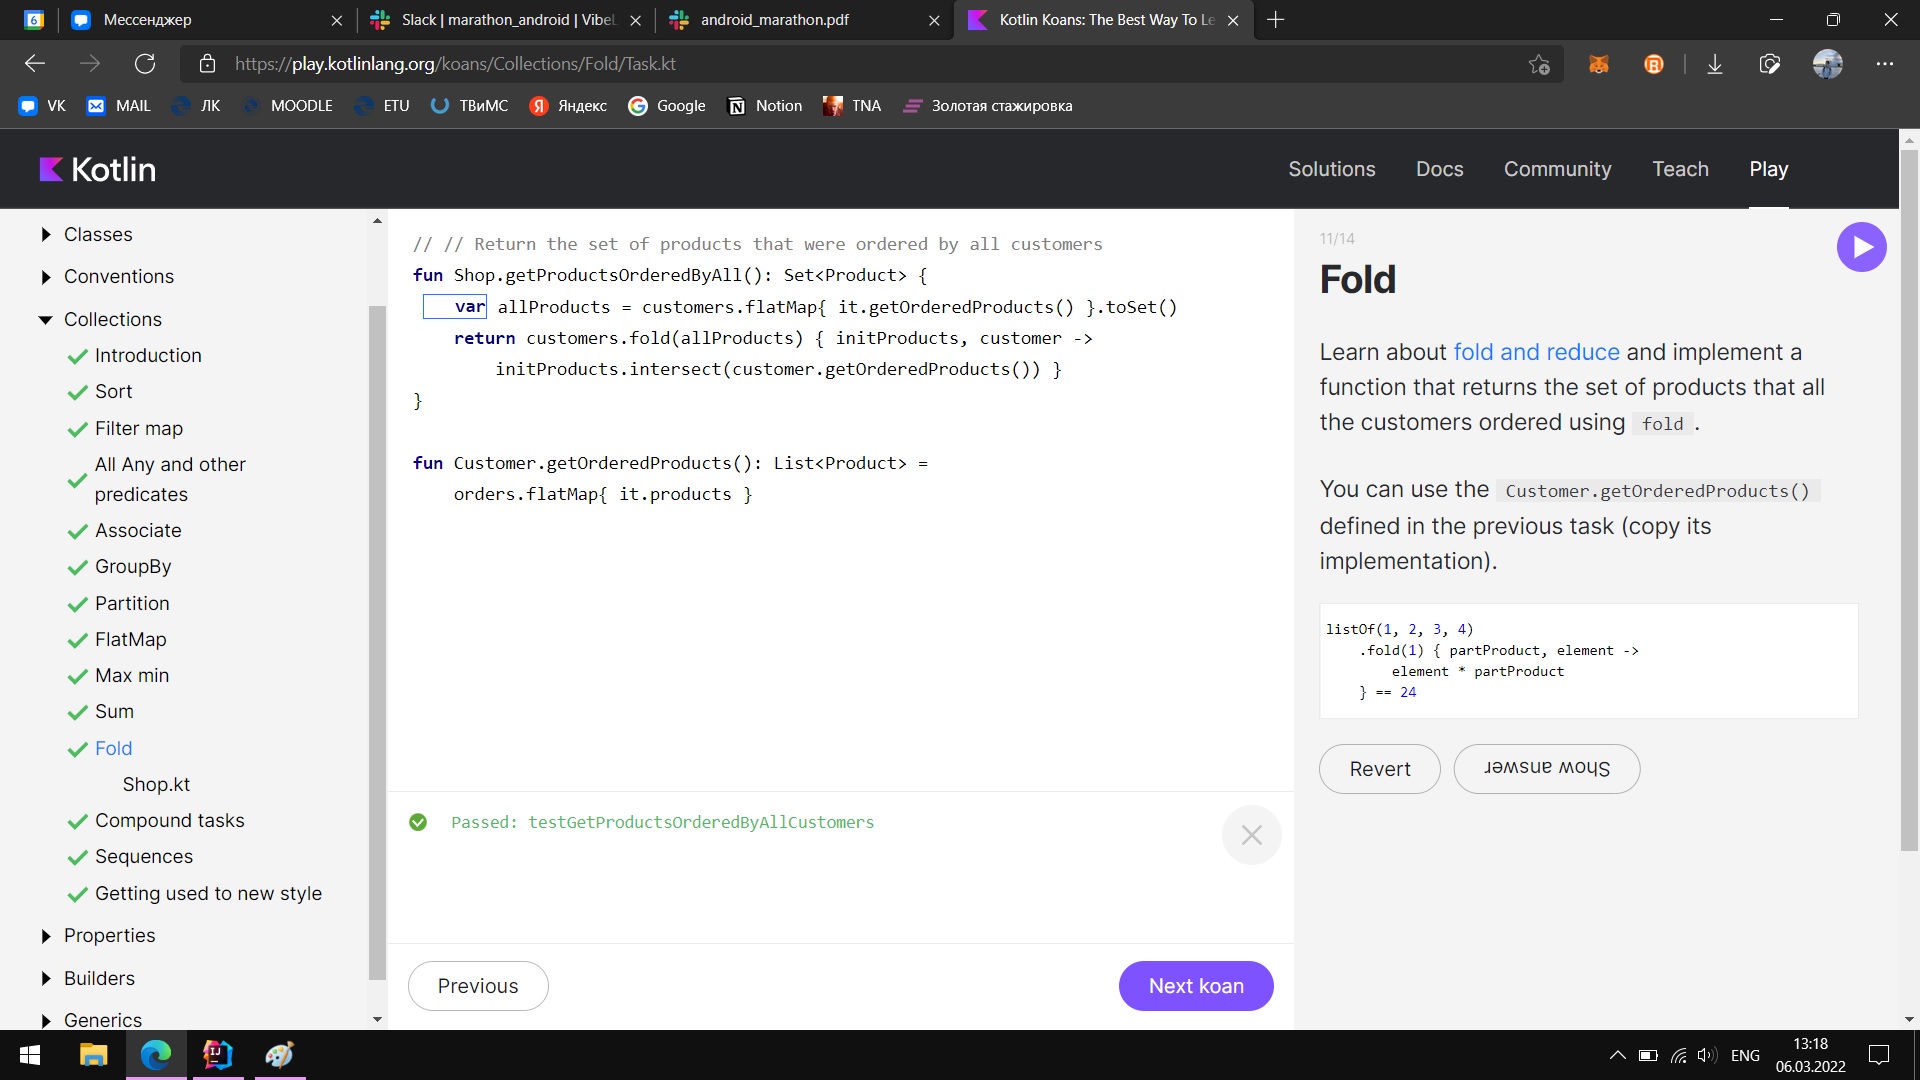 6
Мессенджер
Slack | marathon_android | VibeL
android_marathon.pdf
Kotlin Koans: The Best Way To Le
https://play.kotlinlang.org/koans/Collections/Fold/Task.kt
VK
MAIL
ЛК
MOODLE
ETU
ТВиМС
Яндекс
Google
Notion
TNA
Золотая стажировка
Kotlin
Solutions
Docs
Community
Teach
Play
Classes
Conventions
Collections
Introduction
Sort
Filter map
All Any and other
predicates
Associate
GroupBy
Partition
FlatMap
Max min
Sum
Fold
Shop.kt
Compound tasks
Sequences
Getting used to new style
Properties
Builders
Generics
// // Return the set of products that were ordered by all customers
fun Shop.getProductsOrderedByAll(): Set<Product> {
var allProducts = customers.flatMap{ it.getOrderedProducts() }.toSet()
return customers.fold(allProducts) { initProducts, customer ->
initProducts.intersect(customer.getOrderedProducts()) }
}
fun Customer.getOrderedProducts(): List<Product> =
orders.flatMap{ it.products }
Passed: testGetProductsOrderedByAllCustomers
Previous
Next koan
11/14
Fold
Learn about fold and reduce and implement a
function that returns the set of products that all
the customers ordered using fold .
You can use the Customer.getOrderedProducts()
defined in the previous task (copy its
implementation).
listOf(1, 2, 3, 4)
.fold(1) { partProduct, element ->
element * partProduct
} == 24
Revert
Show answer
ENG
13:18
06.03.2022